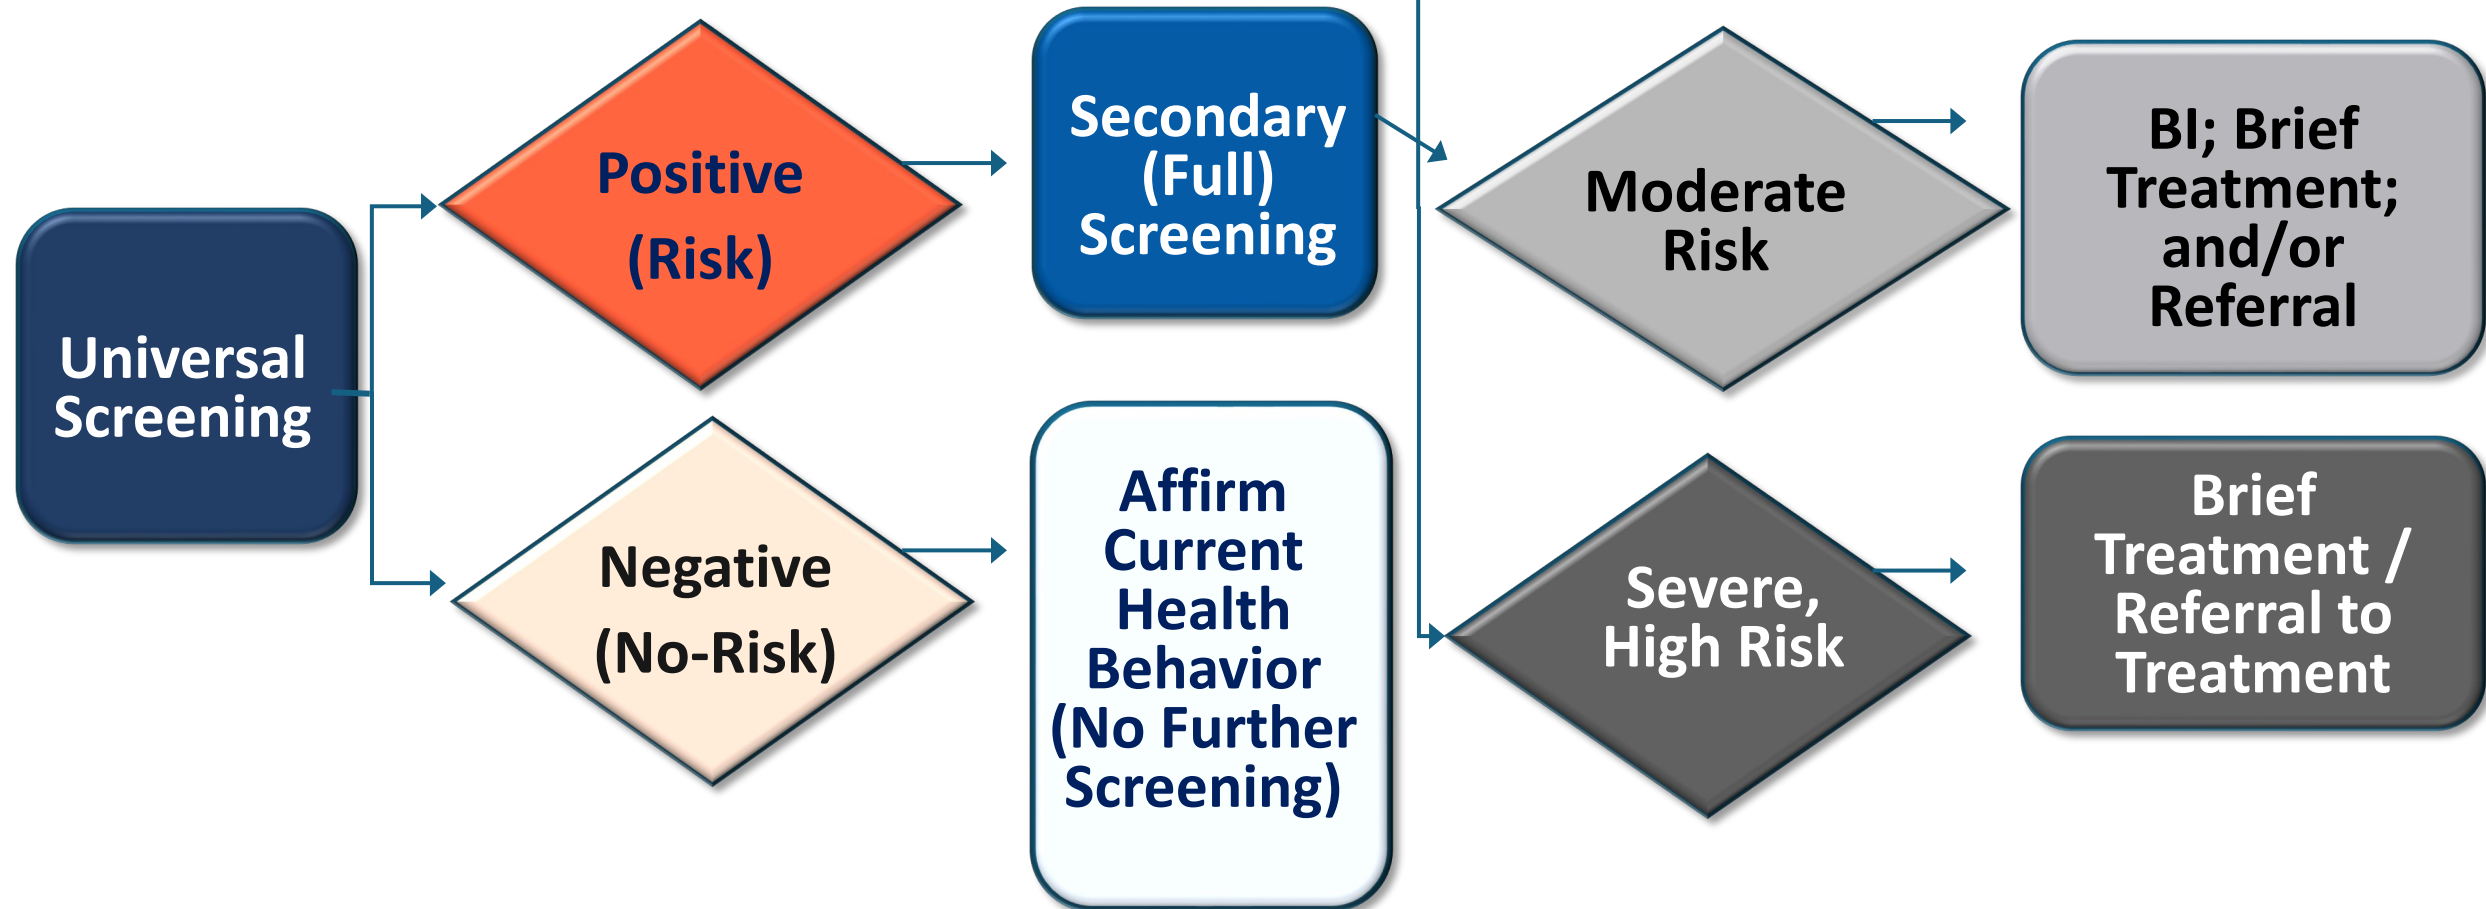 Universal
Screening
Positive
(Risk)
Negative
(No-Risk)
Secondary
(Full)
Screening
Affirm
Current
Health
Behavior
(No Further
Screening)
Moderate
Risk
Severe,
High Risk
BI; Brief
Treatment;
and/or
Referral
Brief
Treatment /
Referral to
Treatment